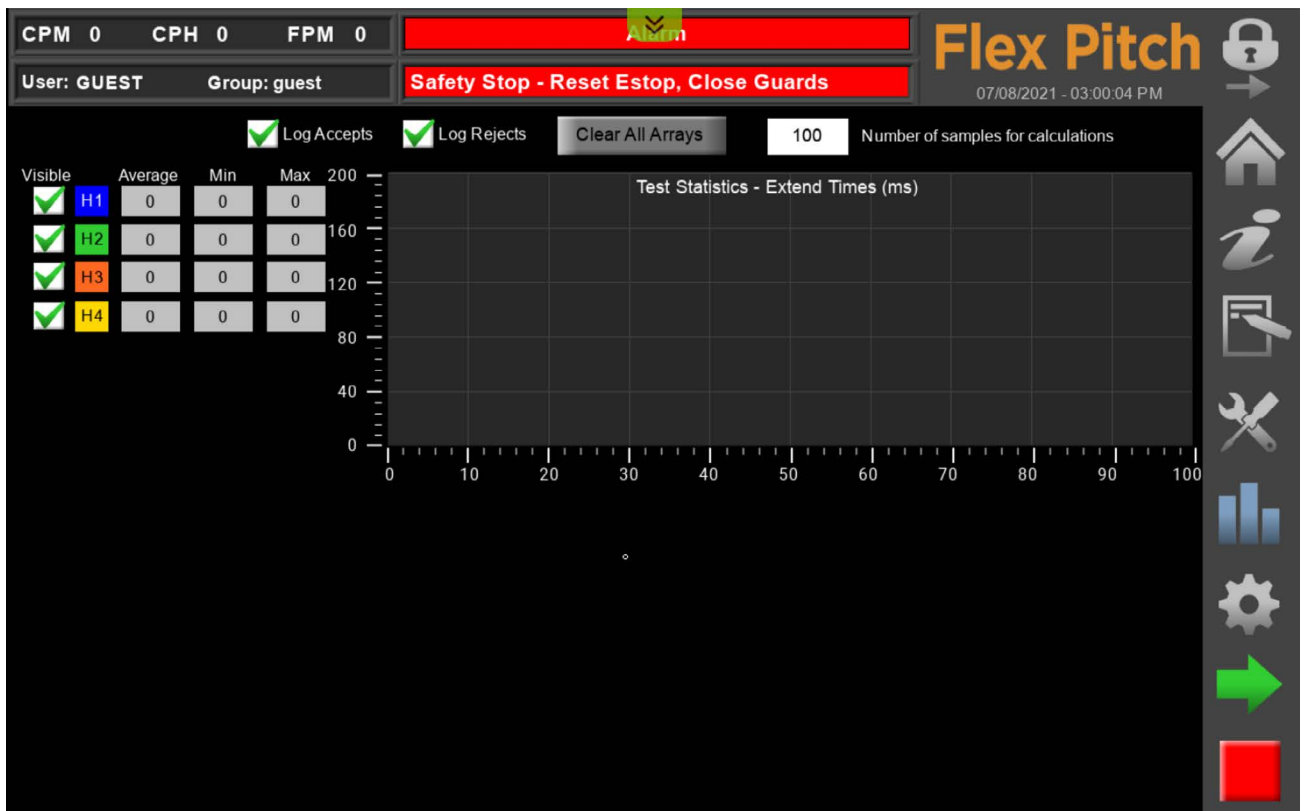 CPM 0 CPH 0 FPM 0
Alarm
Flex Pitch
User: GUEST Group: guest
Safety Stop - Reset Estop, Close Guards
07/08/2021 - 03:00:04 PM
Log Accepts Log Rejects Clear All Arrays 100 Number of samples for calculations
Visible Average Min Max
H1 0 0 0
H2 0 0 0
H3 0 0 0
H4 0 0 0
Test Statistics - Extend Times (ms)
200
160
120
80
40
0
0 10 20 30 40 50 60 70 80 90 100